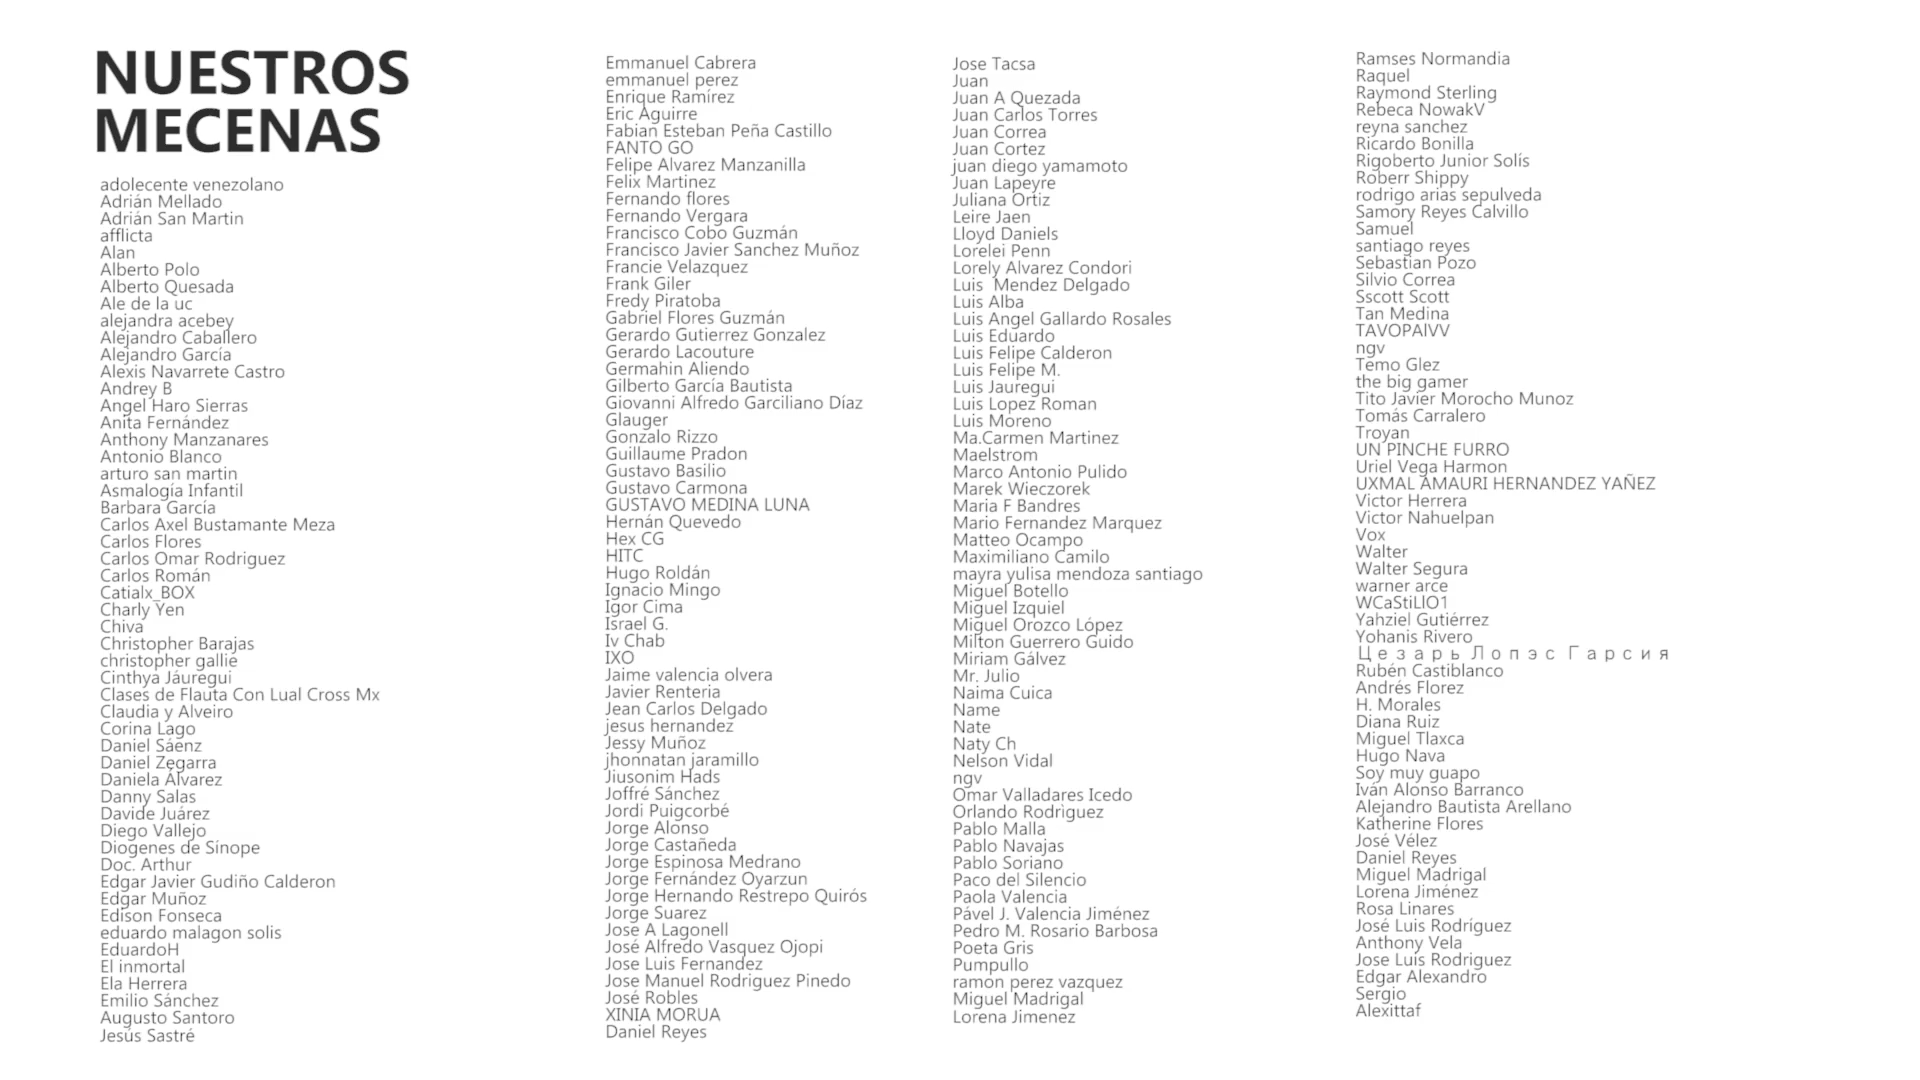 NUESTROS
MECENAS
adolecente venezolano
Adrián Mellado
Adrián San Martin
afflicta
Alan
Alberto Polo
Alberto Quesada
Ale de la uc
alejandra acebey
Alejandro Caballero
Alejandro García
Alexis Navarrete Castro
Andrey B
Angel Haro Sierras
Anita Fernández
Anthony Manzanares
Antonio Blanco
arturo san martin
Asmalogía Infantil
Barbara García
Carlos Axel Bustamante Meza
Carlos Flores
Carlos Omar Rodriguez
Carlos Román
Catialx_BOX
Charly Yen
Chiva
Christopher Barajas
christopher gallie
Cinthya Jáuregui
Clases de Flauta Con Lual Cross Mx
Claudia y Alveiro
Corina Lago
Daniel Sáenz
Daniel Zegarra
Daniela Álvarez
Danny Salas
Davide Juárez
Diego Vallejo
Diogenes de Sínope
Doc. Arthur
Edgar Javier Gudiño Calderon
Edgar Muñoz
Edison Fonseca
eduardo malagon solis
EduardoH
El inmortal
Ela Herrera
Emilio Sánchez
Augusto Santoro
Jesús Sastré
Emmanuel Cabrera
emmanuel perez
Enrique Ramírez
Eric Aguirre
Fabian Esteban Peña Castillo
FANTO GO
Felipe Alvarez Manzanilla
Felix Martinez
Fernando flores
Fernando Vergara
Francisco Cobo Guzmán
Francisco Javier Sanchez Muñoz
Francie Velazquez
Frank Giler
Fredy Piratoba
Gabriel Flores Guzmán
Gerardo Gutierrez Gonzalez
Gerardo Lacouture
Germahin Aliendo
Gilberto García Bautista
Giovanni Alfredo Garciliano Díaz
Glauger
Gonzalo Rizzo
Guillaume Pradon
Gustavo Basilio
Gustavo Carmona
GUSTAVO MEDINA LUNA
Hernán Quevedo
Hex CG
HITC
Hugo Roldán
Ignacio Mingo
Igor Cima
Israel G.
Iv Chab
IXO
Jaime valencia olvera
Javier Renteria
Jean Carlos Delgado
jesus hernandez
Jessy Muñoz
jhonnatan jaramillo
Jiusonim Hads
Joffré Sánchez
Jordi Puigcorbé
Jorge Alonso
Jorge Castañeda
Jorge Espinosa Medrano
Jorge Fernández Oyarzun
Jorge Hernando Restrepo Quirós
Jorge Suarez
Jose A Lagonell
José Alfredo Vasquez Ojopi
Jose Luis Fernandez
Jose Manuel Rodriguez Pinedo
José Robles
XINIA MORUA
Daniel Reyes
Jose Tacsa
Juan
Juan A Quezada
Juan Carlos Torres
Juan Correa
Juan Cortez
juan diego yamamoto
Juan Lapeyre
Juliana Ortiz
Leire Jaen
Lloyd Daniels
Lorelei Penn
Lorely Alvarez Condori
Luis  Mendez Delgado
Luis Alba
Luis Angel Gallardo Rosales
Luis Eduardo
Luis Felipe Calderon
Luis Felipe M.
Luis Jauregui
Luis Lopez Roman
Luis Moreno
Ma.Carmen Martinez
Maelstrom
Marco Antonio Pulido
Marek Wieczorek
Maria F Bandres
Mario Fernandez Marquez
Matteo Ocampo
Maximiliano Camilo
mayra yulisa mendoza santiago
Miguel Botello
Miguel Izquiel
Miguel Orozco López
Milton Guerrero Guido
Miriam Gálvez
Mr. Julio
Naima Cuica
Name
Nate
Naty Ch
Nelson Vidal
ngv
Omar Valladares Icedo
Orlando Rodrìguez
Pablo Malla
Pablo Navajas
Pablo Soriano
Paco del Silencio
Paola Valencia
Pável J. Valencia Jiménez
Pedro M. Rosario Barbosa
Poeta Gris
Pumpullo
ramon perez vazquez
Miguel Madrigal
Lorena Jimenez
Ramses Normandia
Raquel
Raymond Sterling
Rebeca NowakV
reyna sanchez
Ricardo Bonilla
Rigoberto Junior Solís
Roberr Shippy
rodrigo arias sepulveda
Samory Reyes Calvillo
Samuel
santiago reyes
Sebastian Pozo
Silvio Correa
Sscott Scott
Tan Medina
TAVOPAlVV
ngv
Temo Glez
the big gamer
Tito Javier Morocho Munoz
Tomás Carralero
Troyan
UN PINCHE FURRO
Uriel Vega Harmon
UXMAL AMAURI HERNANDEZ YAÑEZ
Victor Herrera
Victor Nahuelpan
Vox
Walter
Walter Segura
warner arce
WCaStiLlO1
Yahziel Gutiérrez
Yohanis Rivero
Цезарь Лопэс Гарсия
Rubén Castiblanco
Andrés Florez
H. Morales
Diana Ruiz
Miguel Tlaxca
Hugo Nava
Soy muy guapo
Iván Alonso Barranco
Alejandro Bautista Arellano
Katherine Flores
José Vélez
Daniel Reyes
Miguel Madrigal
Lorena Jiménez
Rosa Linares
José Luis Rodríguez
Anthony Vela
Jose Luis Rodriguez
Edgar Alexandro
Sergio
Alexittaf